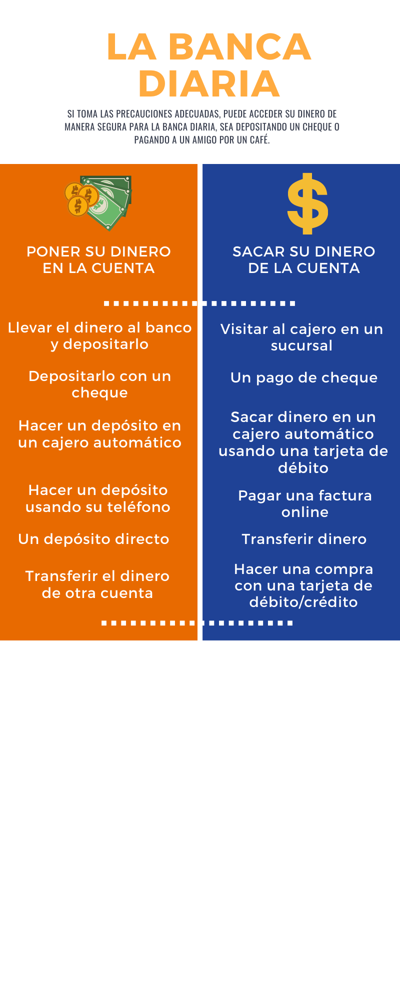 LA BANCA
DIARIA
SI TOMA LAS PRECAUCIONES ADECUADAS, PUEDE ACCEDER SU DINERO DE
MANERA SEGURA PARA LA BANCA DIARIA, SEA DEPOSITANDO UN CHEQUE O
PAGANDO A UN AMIGO POR UN CAFÉ.
PONER SU DINERO
EN LA CUENTA
Llevar el dinero al banco
y depositarlo
Depositarlo con un
cheque
Hacer un depósito en
un cajero automático
Hacer un depósito
usando su teléfono
Un depósito directo
Transferir el dinero
de otra cuenta
SACAR SU DINERO
DE LA CUENTA
Visitar al cajero en un
sucursal
Un pago de cheque
Sacar dinero en un
cajero automático
usando una tarjeta de
débito
Pagar una factura
online
Transferir dinero
Hacer una compra
con una tarjeta de
débito/crédito